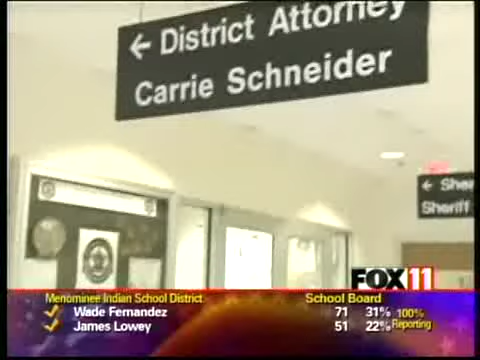 ← District Attorney
Carrie Schneider
← She
Sheriff
FOX 11
Menominee Indian School District School Board
Wade Fernandez 71 31% 100%
James Lowey 51 22% Reporting